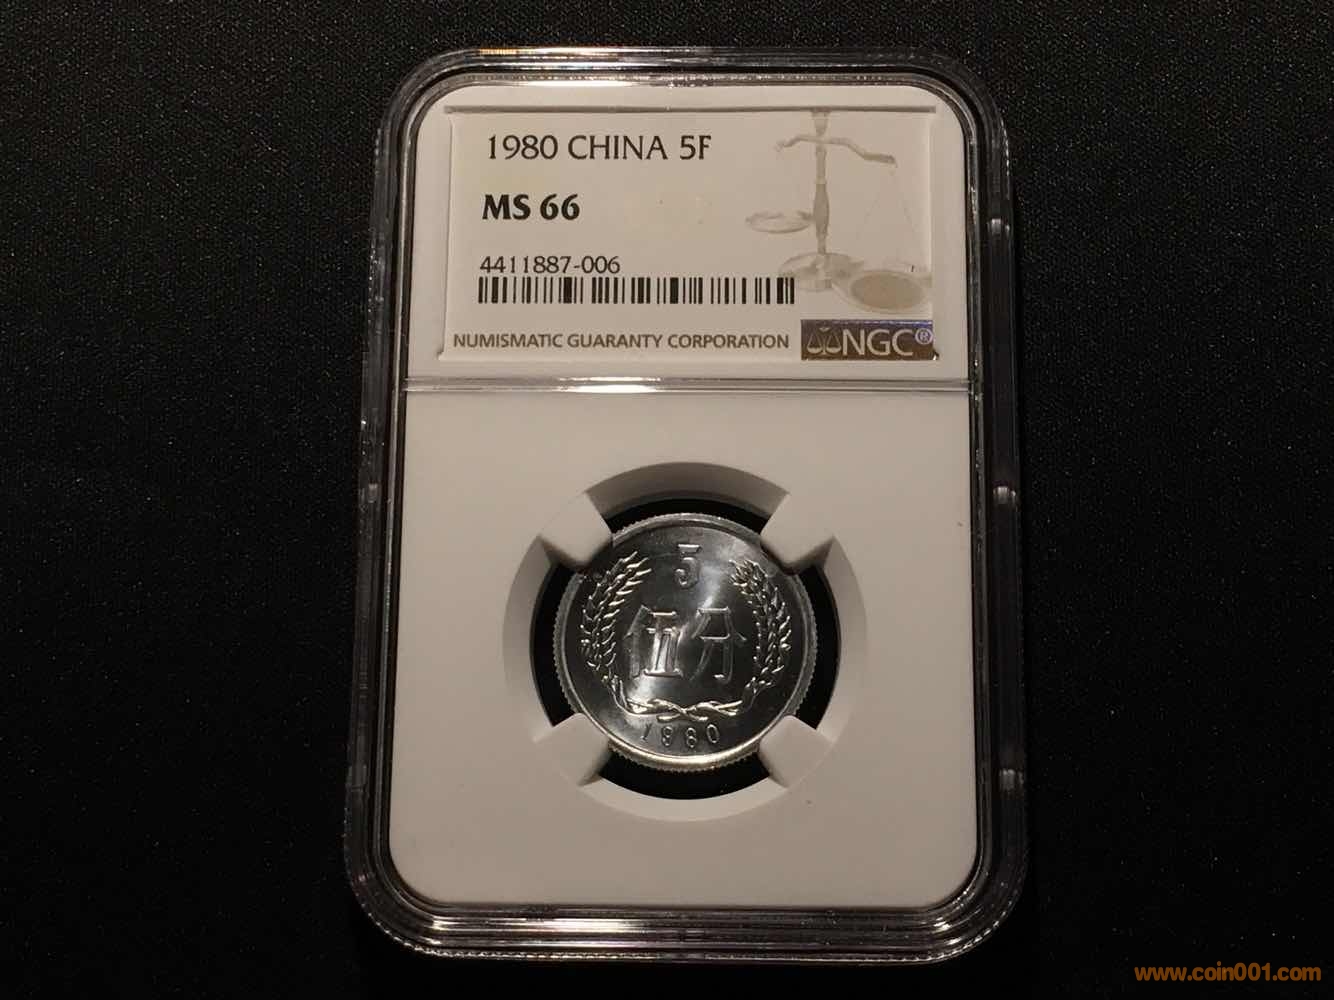 1980 CHINA 5F
MS 66
4411887-006
NUMISMATIC GUARANTY CORPORATION
NGC®
5
伍分
1980
www.coin001.com